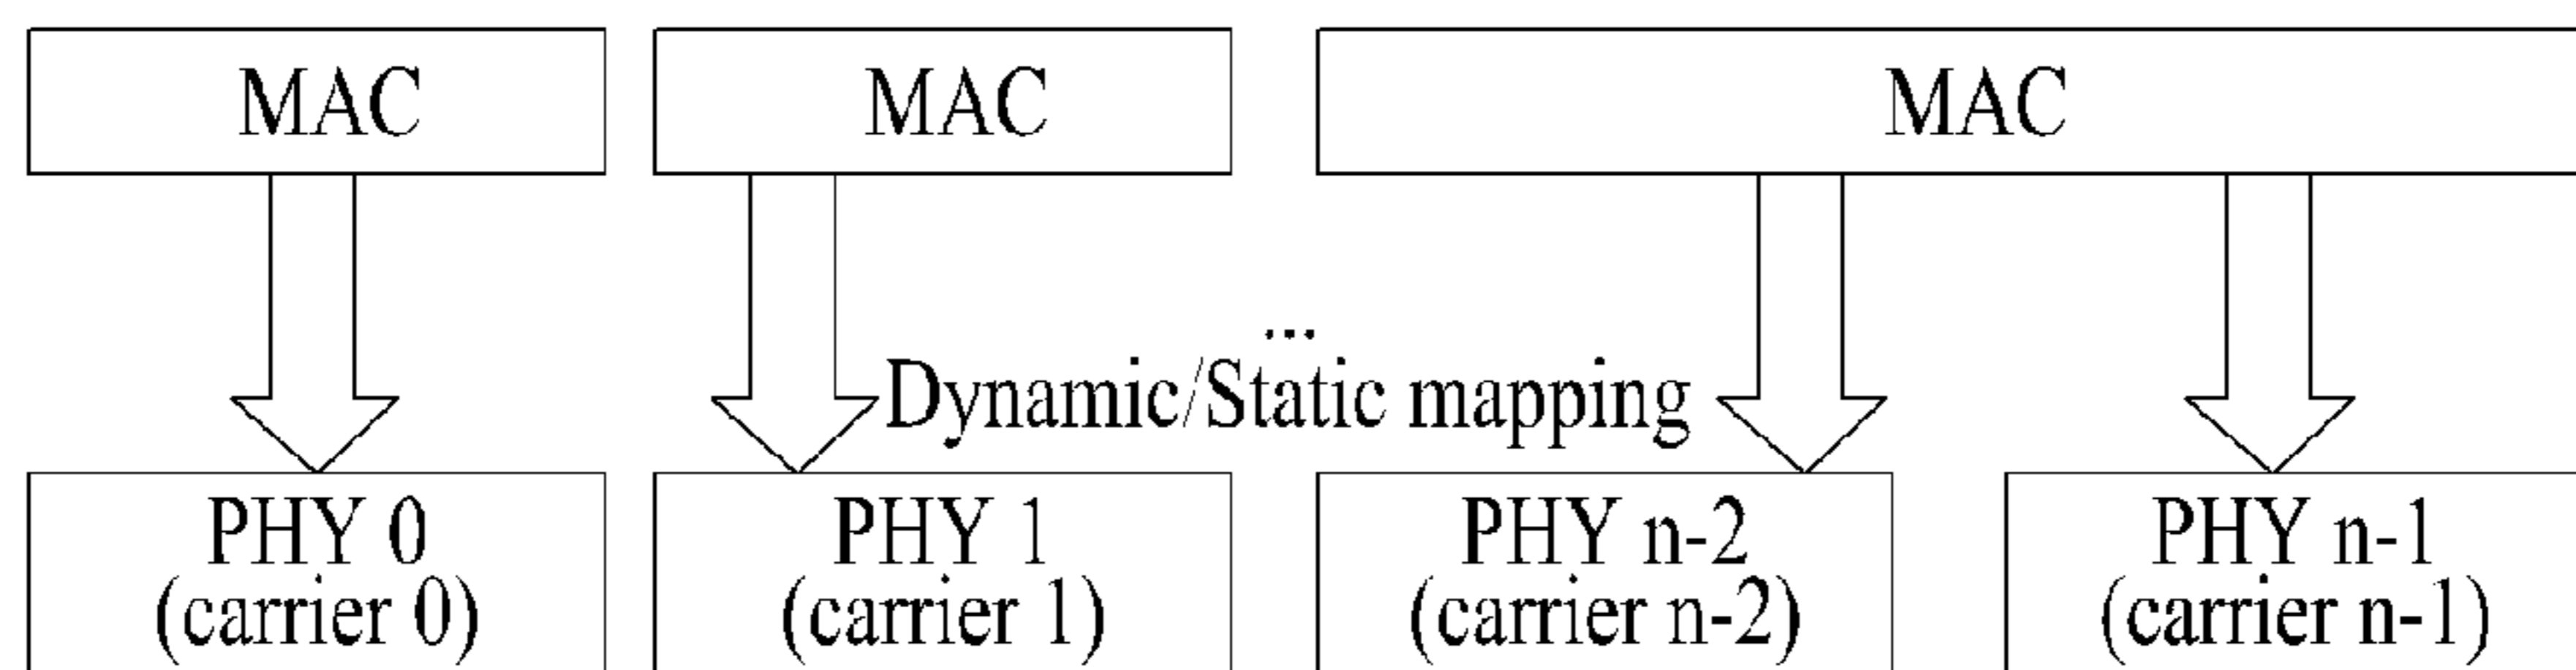 MAC
MAC
MAC
...
Dynamic/Static mapping
PHY 0
(carrier 0)
PHY 1
(carrier 1)
PHY n-2
(carrier n-2)
PHY n-1
(carrier n-1)